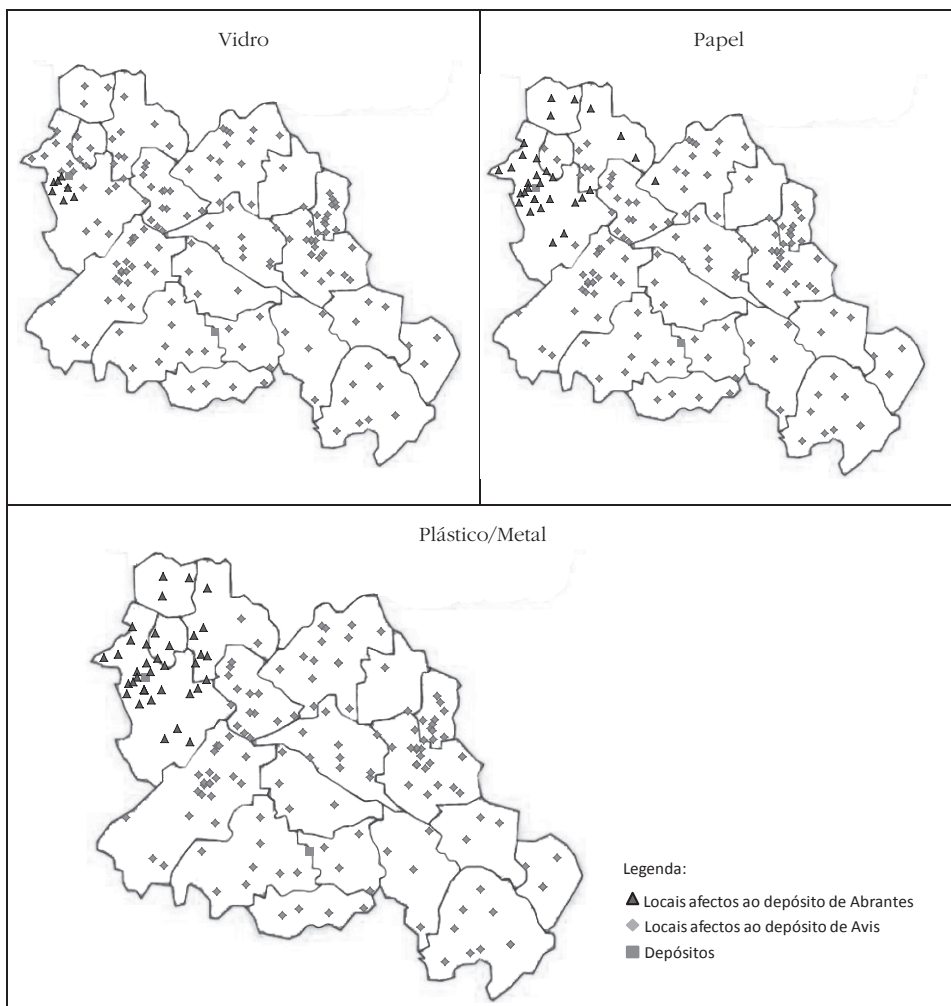 Vidro
Papel
Plástico/Metal
Legenda:
Locais afectos ao depósito de Abrantes
Locais afectos ao depósito de Avis
Depósitos